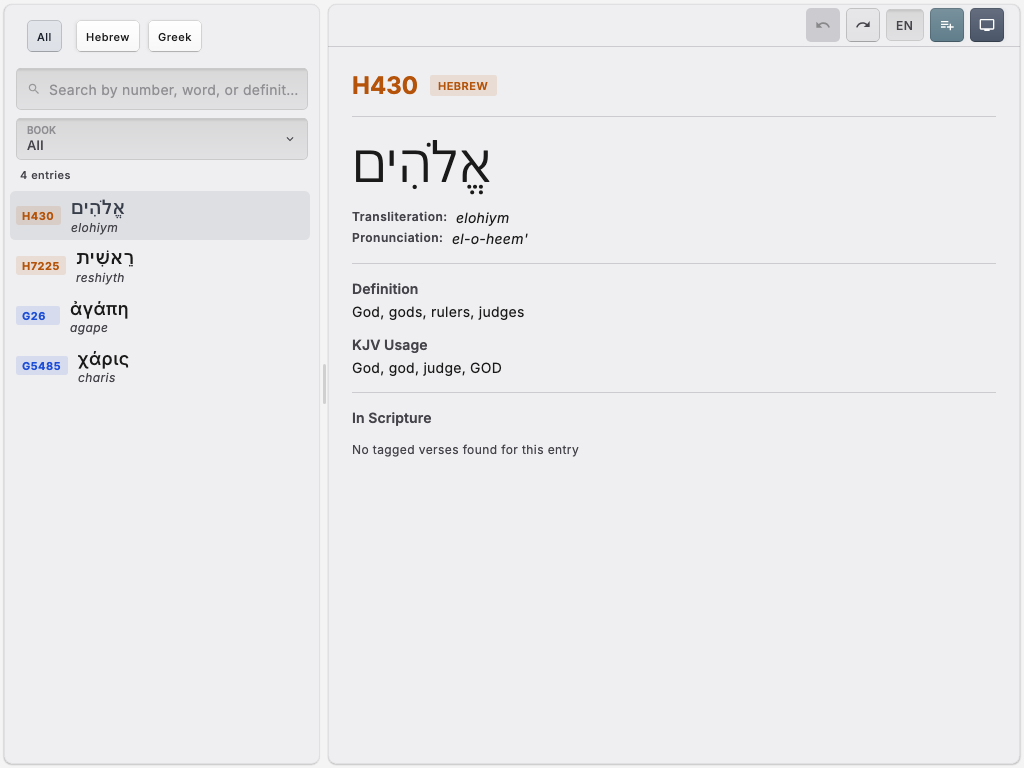 All
Hebrew
Greek
Search by number, word, or definit...
BOOK
All
4 entries
H430
אֱלֹהִים
elohiym
H7225
רֵאשִׁית
reshiyth
G26
ἀγάπη
agape
G5485
χάρις
charis
EN
H430
HEBREW
אֱלֹהִים
Transliteration: elohiym
Pronunciation: el-o-heem'
Definition
God, gods, rulers, judges
KJV Usage
God, god, judge, GOD
In Scripture
No tagged verses found for this entry